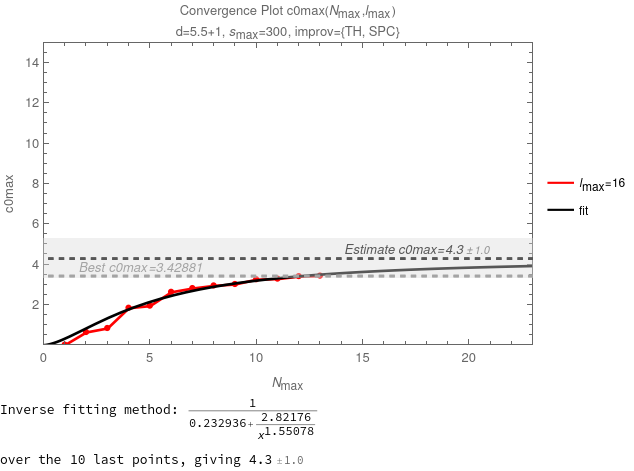 Convergence Plot c0max(Nmax,lmax)
d=5.5+1, smax=300, improv={TH, SPC}
14
12
10
8
6
4
2
c0max
Estimate c0max=4.3 ±1.0
Best c0max=3.42881
lmax=16
fit
0 5 10 15 20
Nmax
Inverse fitting method: 1
0.232936+ 2.82176
x1.55078
over the 10 last points, giving 4.3 ±1.0